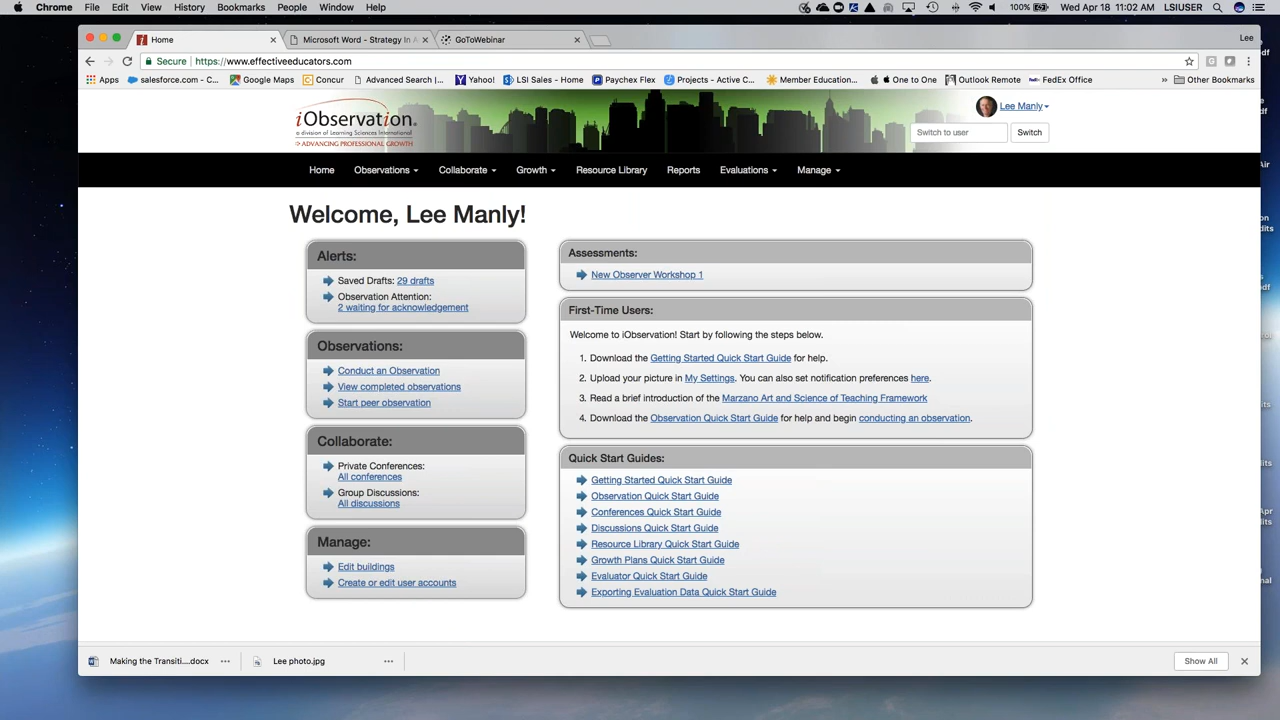 Chrome File Edit View History Bookmarks People Window Help 100% Wed Apr 18 11:02 AM LSIUSER
Home Microsoft Word - Strategy In A GoToWebinar Lee
Secure https://www.effectiveeducators.com
Apps salesforce.com - C... Google Maps Concur Advanced Search |... Yahoo! LSI Sales - Home Paychex Flex Projects - Active C... Member Education... One to One Outlook Remote FedEx Office » Other Bookmarks
iObservation.
a division of Learning Sciences International
ADVANCING PROFESSIONAL GROWTH
Lee Manly
Switch to user Switch
Home Observations Collaborate Growth Resource Library Reports Evaluations Manage
Welcome, Lee Manly!
Alerts:
Saved Drafts: 29 drafts
Observation Attention:
2 waiting for acknowledgement
Observations:
Conduct an Observation
View completed observations
Start peer observation
Collaborate:
Private Conferences:
All conferences
Group Discussions:
All discussions
Manage:
Edit buildings
Create or edit user accounts
Assessments:
New Observer Workshop 1
First-Time Users:
Welcome to iObservation! Start by following the steps below.
1. Download the Getting Started Quick Start Guide for help.
2. Upload your picture in My Settings. You can also set notification preferences here.
3. Read a brief introduction of the Marzano Art and Science of Teaching Framework
4. Download the Observation Quick Start Guide for help and begin conducting an observation.
Quick Start Guides:
Getting Started Quick Start Guide
Observation Quick Start Guide
Conferences Quick Start Guide
Discussions Quick Start Guide
Resource Library Quick Start Guide
Growth Plans Quick Start Guide
Evaluator Quick Start Guide
Exporting Evaluation Data Quick Start Guide
Making the Transiti....docx Lee photo.jpg Show All